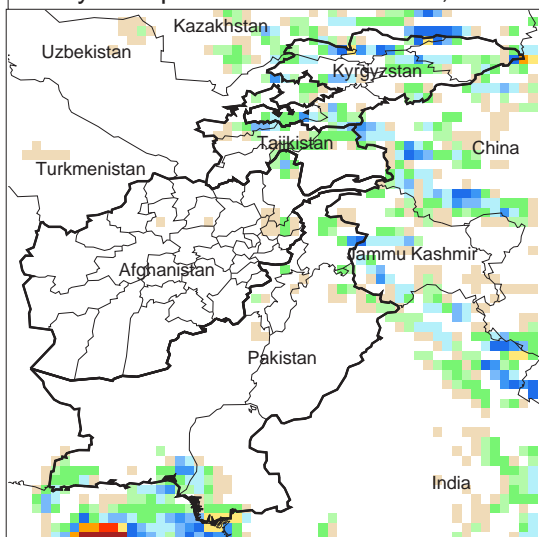 Kazakhstan
Uzbekistan
Kyrgyzstan
Tajikistan
China
Turkmenistan
Jammu Kashmir
Afghanistan
Pakistan
India